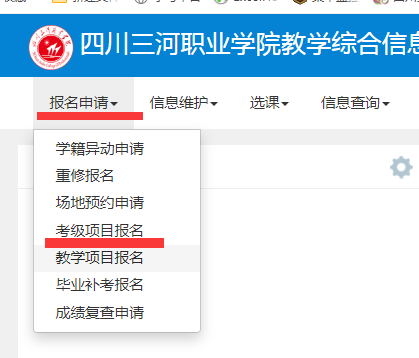 四川三河职业学院教学综合信息
报名申请 信息维护 选课 信息查询
学籍异动申请
重修报名
场地预约申请
考级项目报名
教学项目报名
毕业补考报名
成绩复查申请